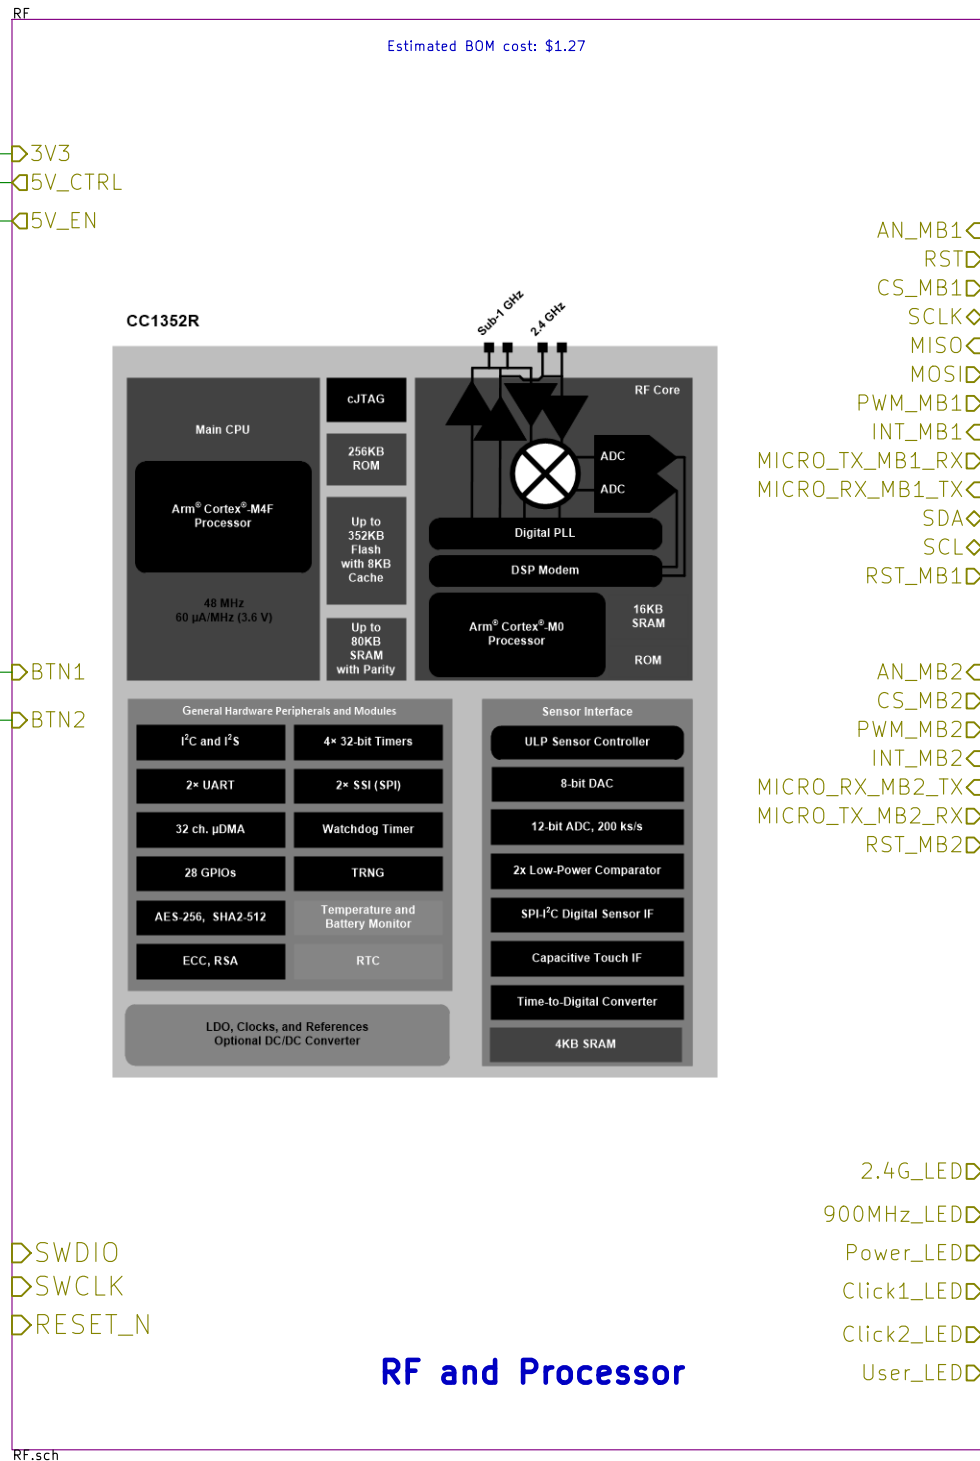 RF
Estimated BOM cost: $1.27
3V3
5V_CTRL
5V_EN
AN_MB1
RST
CS_MB1
SCLK
MISO
MOSI
PWM_MB1
INT_MB1
MICRO_TX_MB1_RX
MICRO_RX_MB1_TX
SDA
SCL
RST_MB1
CC1352R
Sub-1 GHz
2.4 GHz
Main CPU
Arm® Cortex®-M4F
Processor
48 MHz
60 µA/MHz (3.6 V)
cJTAG
256KB
ROM
Up to
352KB
Flash
with 8KB
Cache
Up to
80KB
SRAM
with Parity
RF Core
ADC
ADC
Digital PLL
DSP Modem
Arm® Cortex®-M0
Processor
16KB
SRAM
ROM
BTN1
BTN2
AN_MB2
CS_MB2
PWM_MB2
INT_MB2
MICRO_RX_MB2_TX
MICRO_TX_MB2_RX
RST_MB2
General Hardware Peripherals and Modules
I²C and I²S
4× 32-bit Timers
2× UART
2× SSI (SPI)
32 ch. µDMA
Watchdog Timer
28 GPIOs
TRNG
AES-256, SHA2-512
Temperature and
Battery Monitor
ECC, RSA
RTC
LDO, Clocks, and References
Optional DC/DC Converter
Sensor Interface
ULP Sensor Controller
8-bit DAC
12-bit ADC, 200 ks/s
2x Low-Power Comparator
SPI-I²C Digital Sensor IF
Capacitive Touch IF
Time-to-Digital Converter
4KB SRAM
2.4G_LED
900MHz_LED
Power_LED
Click1_LED
Click2_LED
User_LED
SWDIO
SWCLK
RESET_N
RF and Processor
RF.sch